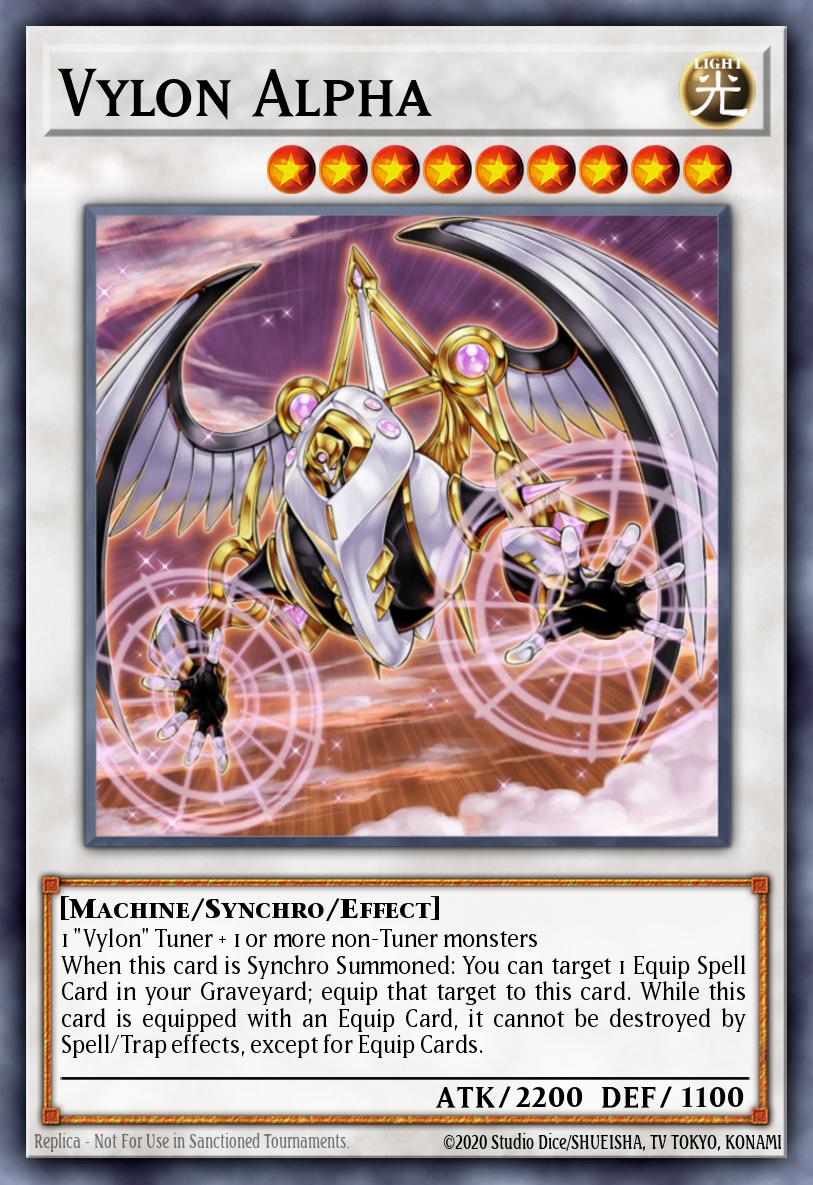 Vylon Alpha
LIGHT
光
[Machine/Synchro/Effect]
1 "Vylon" Tuner + 1 or more non-Tuner monsters
When this card is Synchro Summoned: You can target 1 Equip Spell
Card in your Graveyard; equip that target to this card. While this
card is equipped with an Equip Card, it cannot be destroyed by
Spell/Trap effects, except for Equip Cards.
ATK/2200 DEF/1100
Replica - Not For Use in Sanctioned Tournaments.
©2020 Studio Dice/SHUEISHA, TV TOKYO, KONAMI